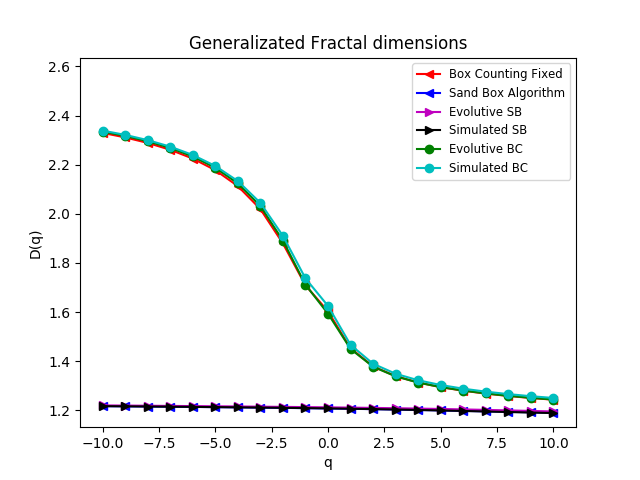 Generalizated Fractal dimensions
2.6
2.4
2.2
2.0
1.8
1.6
1.4
1.2
D(q)
Box Counting Fixed
Sand Box Algorithm
Evolutive SB
Simulated SB
Evolutive BC
Simulated BC
−10.0 −7.5 −5.0 −2.5 0.0 2.5 5.0 7.5 10.0
q